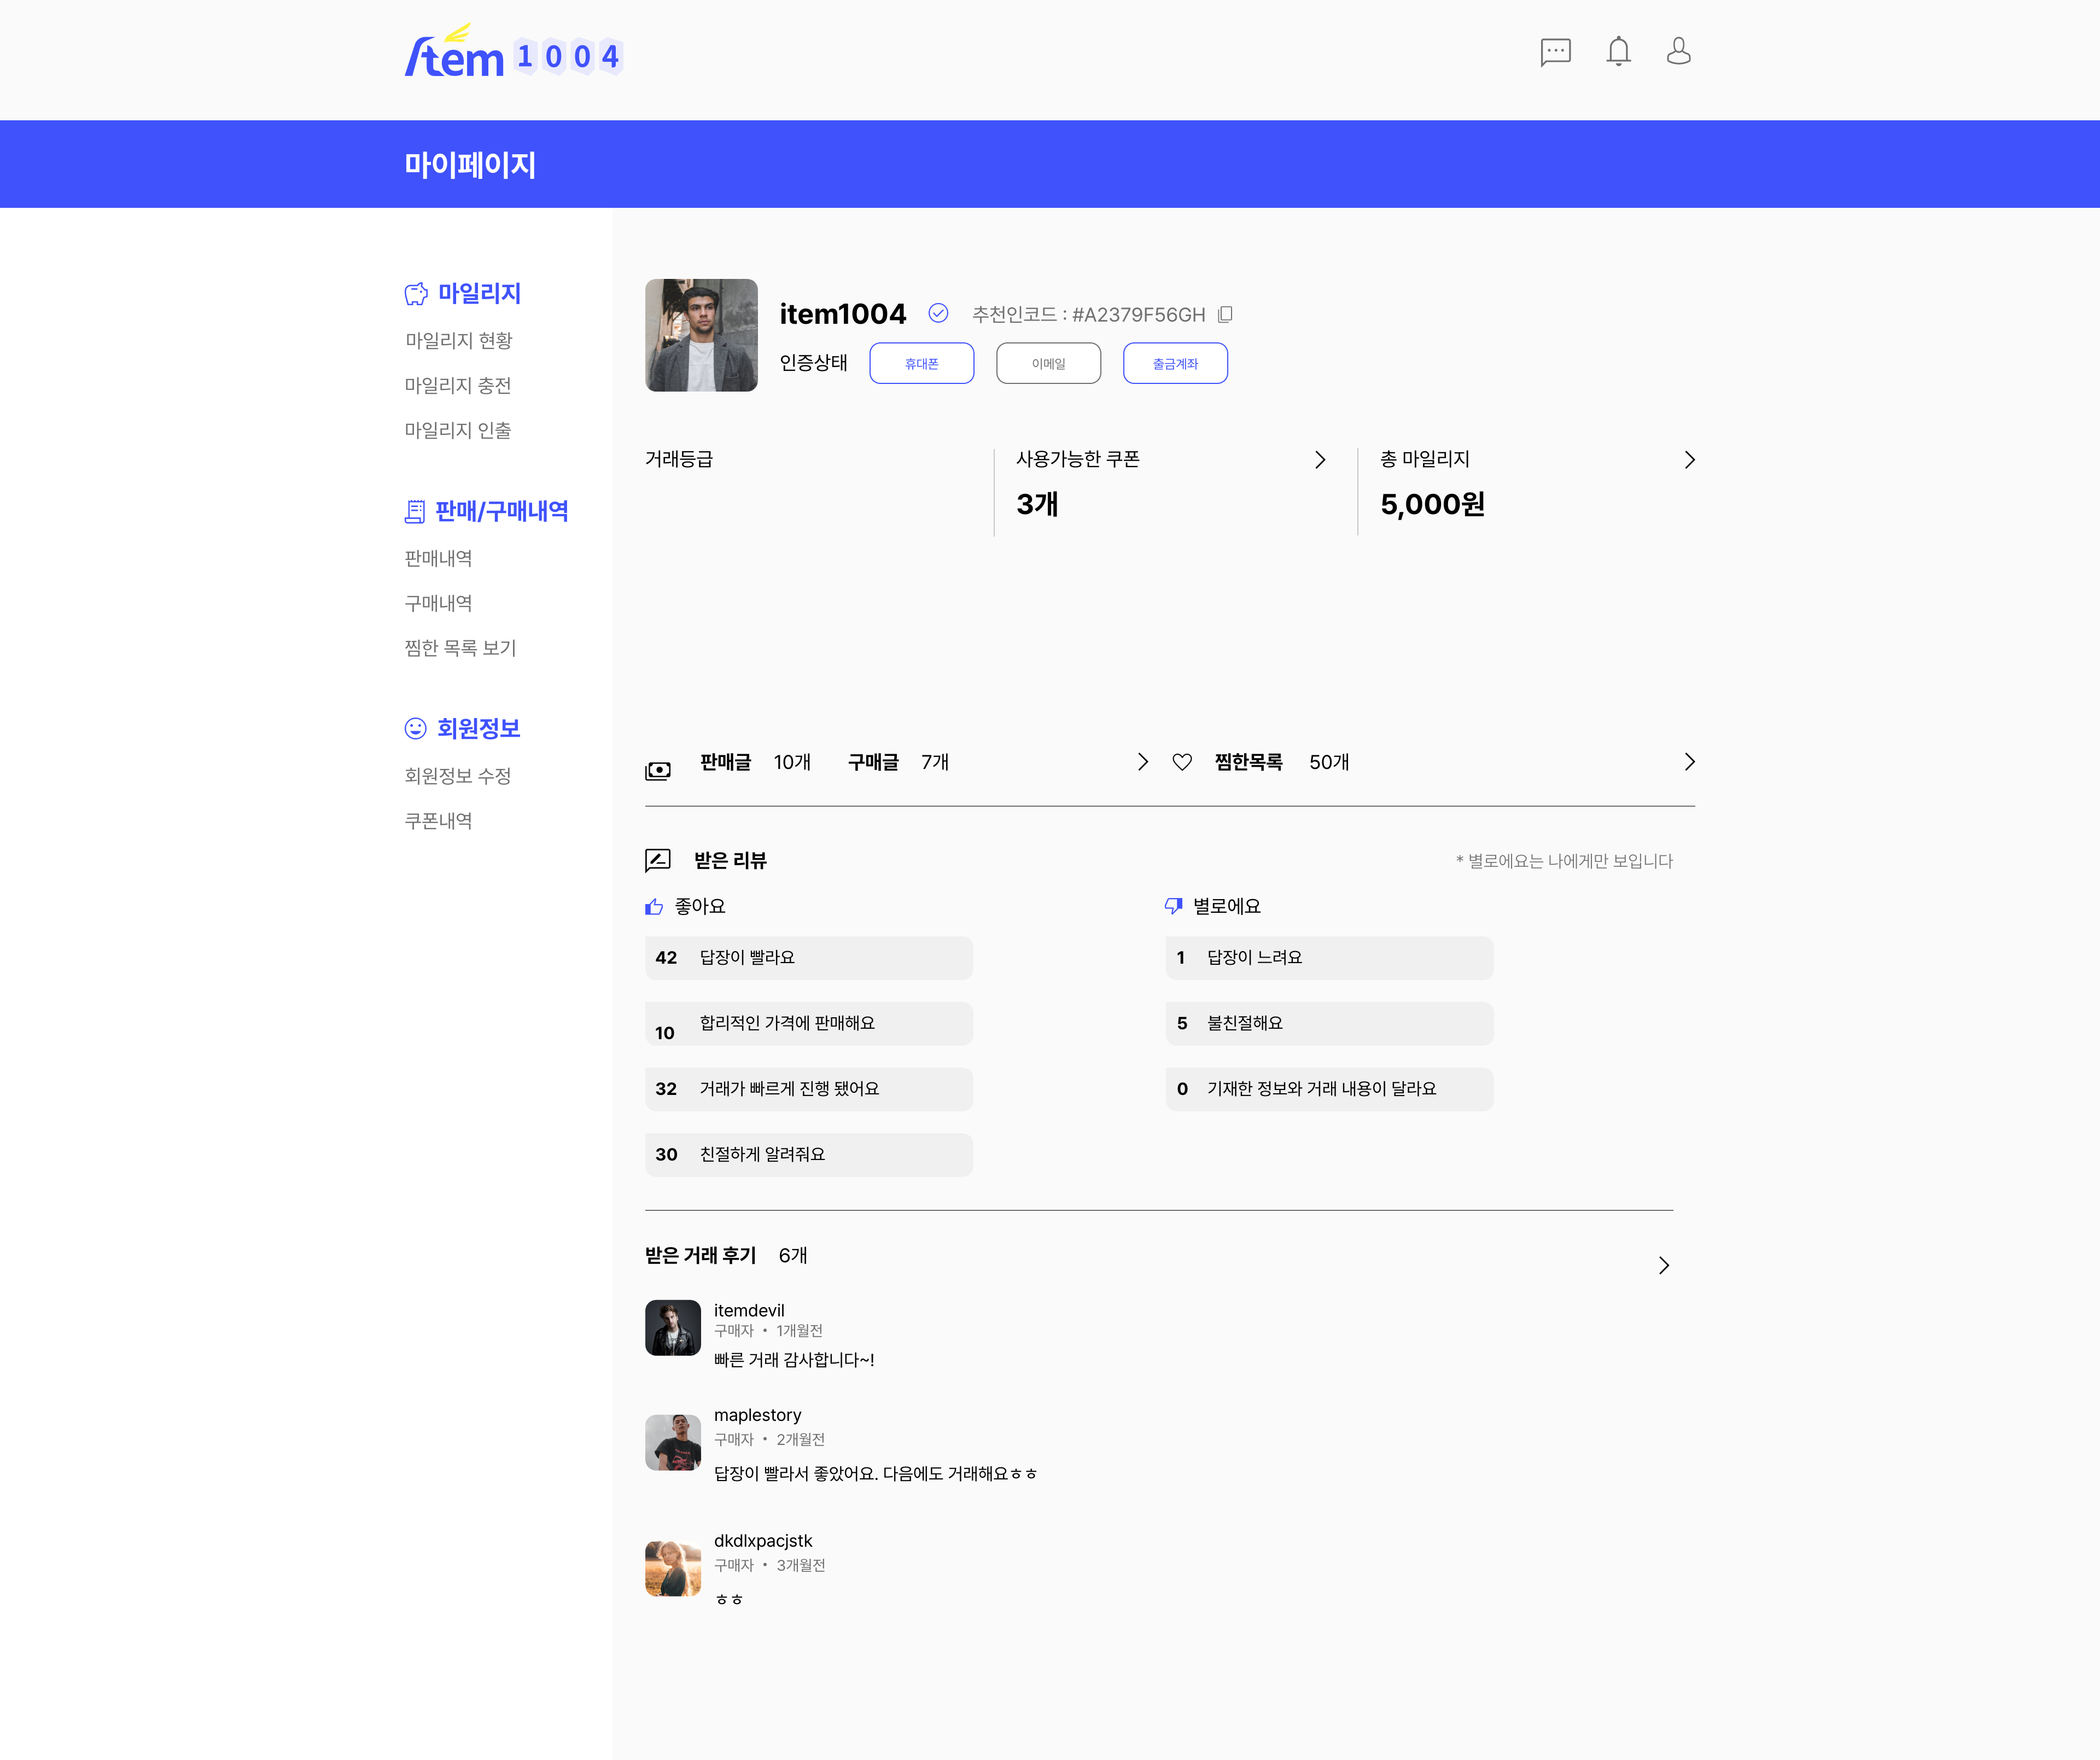 Item 1004
마이페이지
마일리지
마일리지 현황
마일리지 충전
마일리지 인출
판매/구매내역
판매내역
구매내역
찜한 목록 보기
회원정보
회원정보 수정
쿠폰내역
item1004 추천인코드 : #A2379F56GH
인증상태 휴대폰 이메일 출금계좌
거래등급
사용가능한 쿠폰
3개
총 마일리지
5,000원
판매글 10개 구매글 7개 찜한목록 50개
받은 리뷰 * 별로에요는 나에게만 보입니다
좋아요
42 답장이 빨라요
10 합리적인 가격에 판매해요
32 거래가 빠르게 진행 됐어요
30 친절하게 알려줘요
별로에요
1 답장이 느려요
5 불친절해요
0 기재한 정보와 거래 내용이 달라요
받은 거래 후기 6개
itemdevil
구매자 • 1개월전
빠른 거래 감사합니다~!
maplestory
구매자 • 2개월전
답장이 빨라서 좋았어요. 다음에도 거래해요ㅎㅎ
dkdlxpacjstk
구매자 • 3개월전
ㅎㅎ